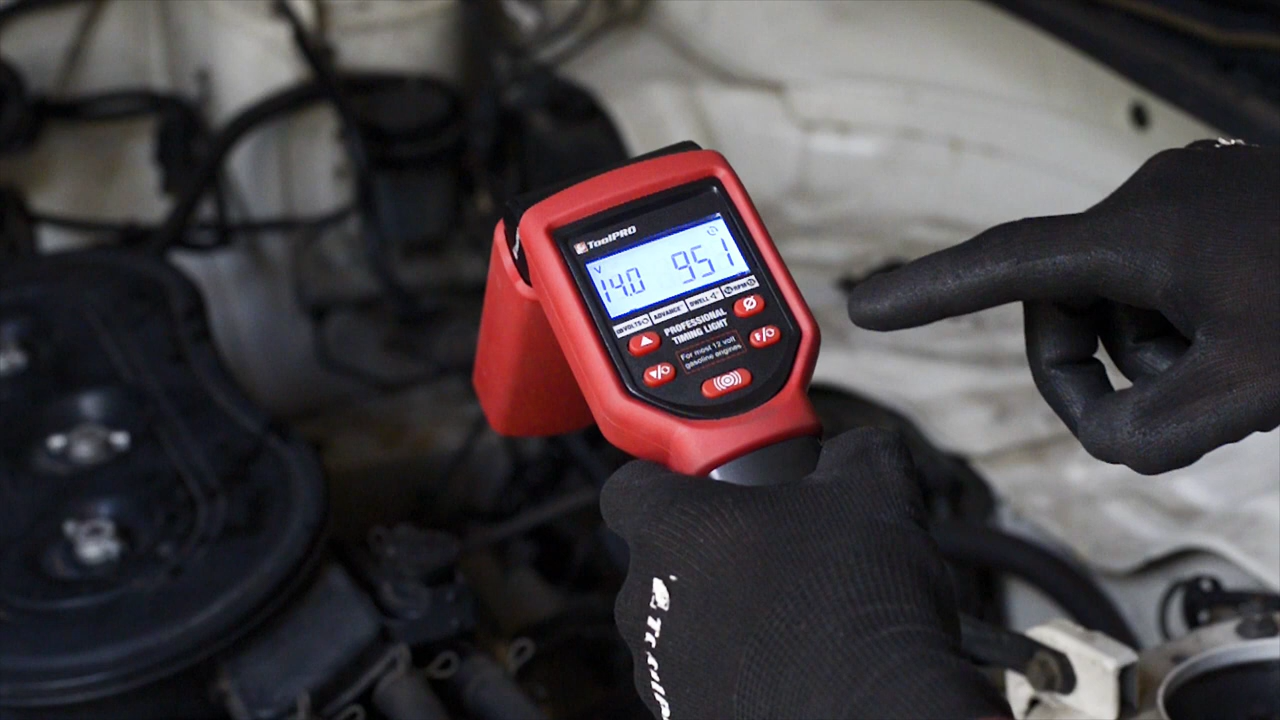 ToolPRO
V
14.0 951
VOLTS ADVANCE° DWELL RPM
PROFESSIONAL
TIMING LIGHT
For most 12 volt
gasoline engines